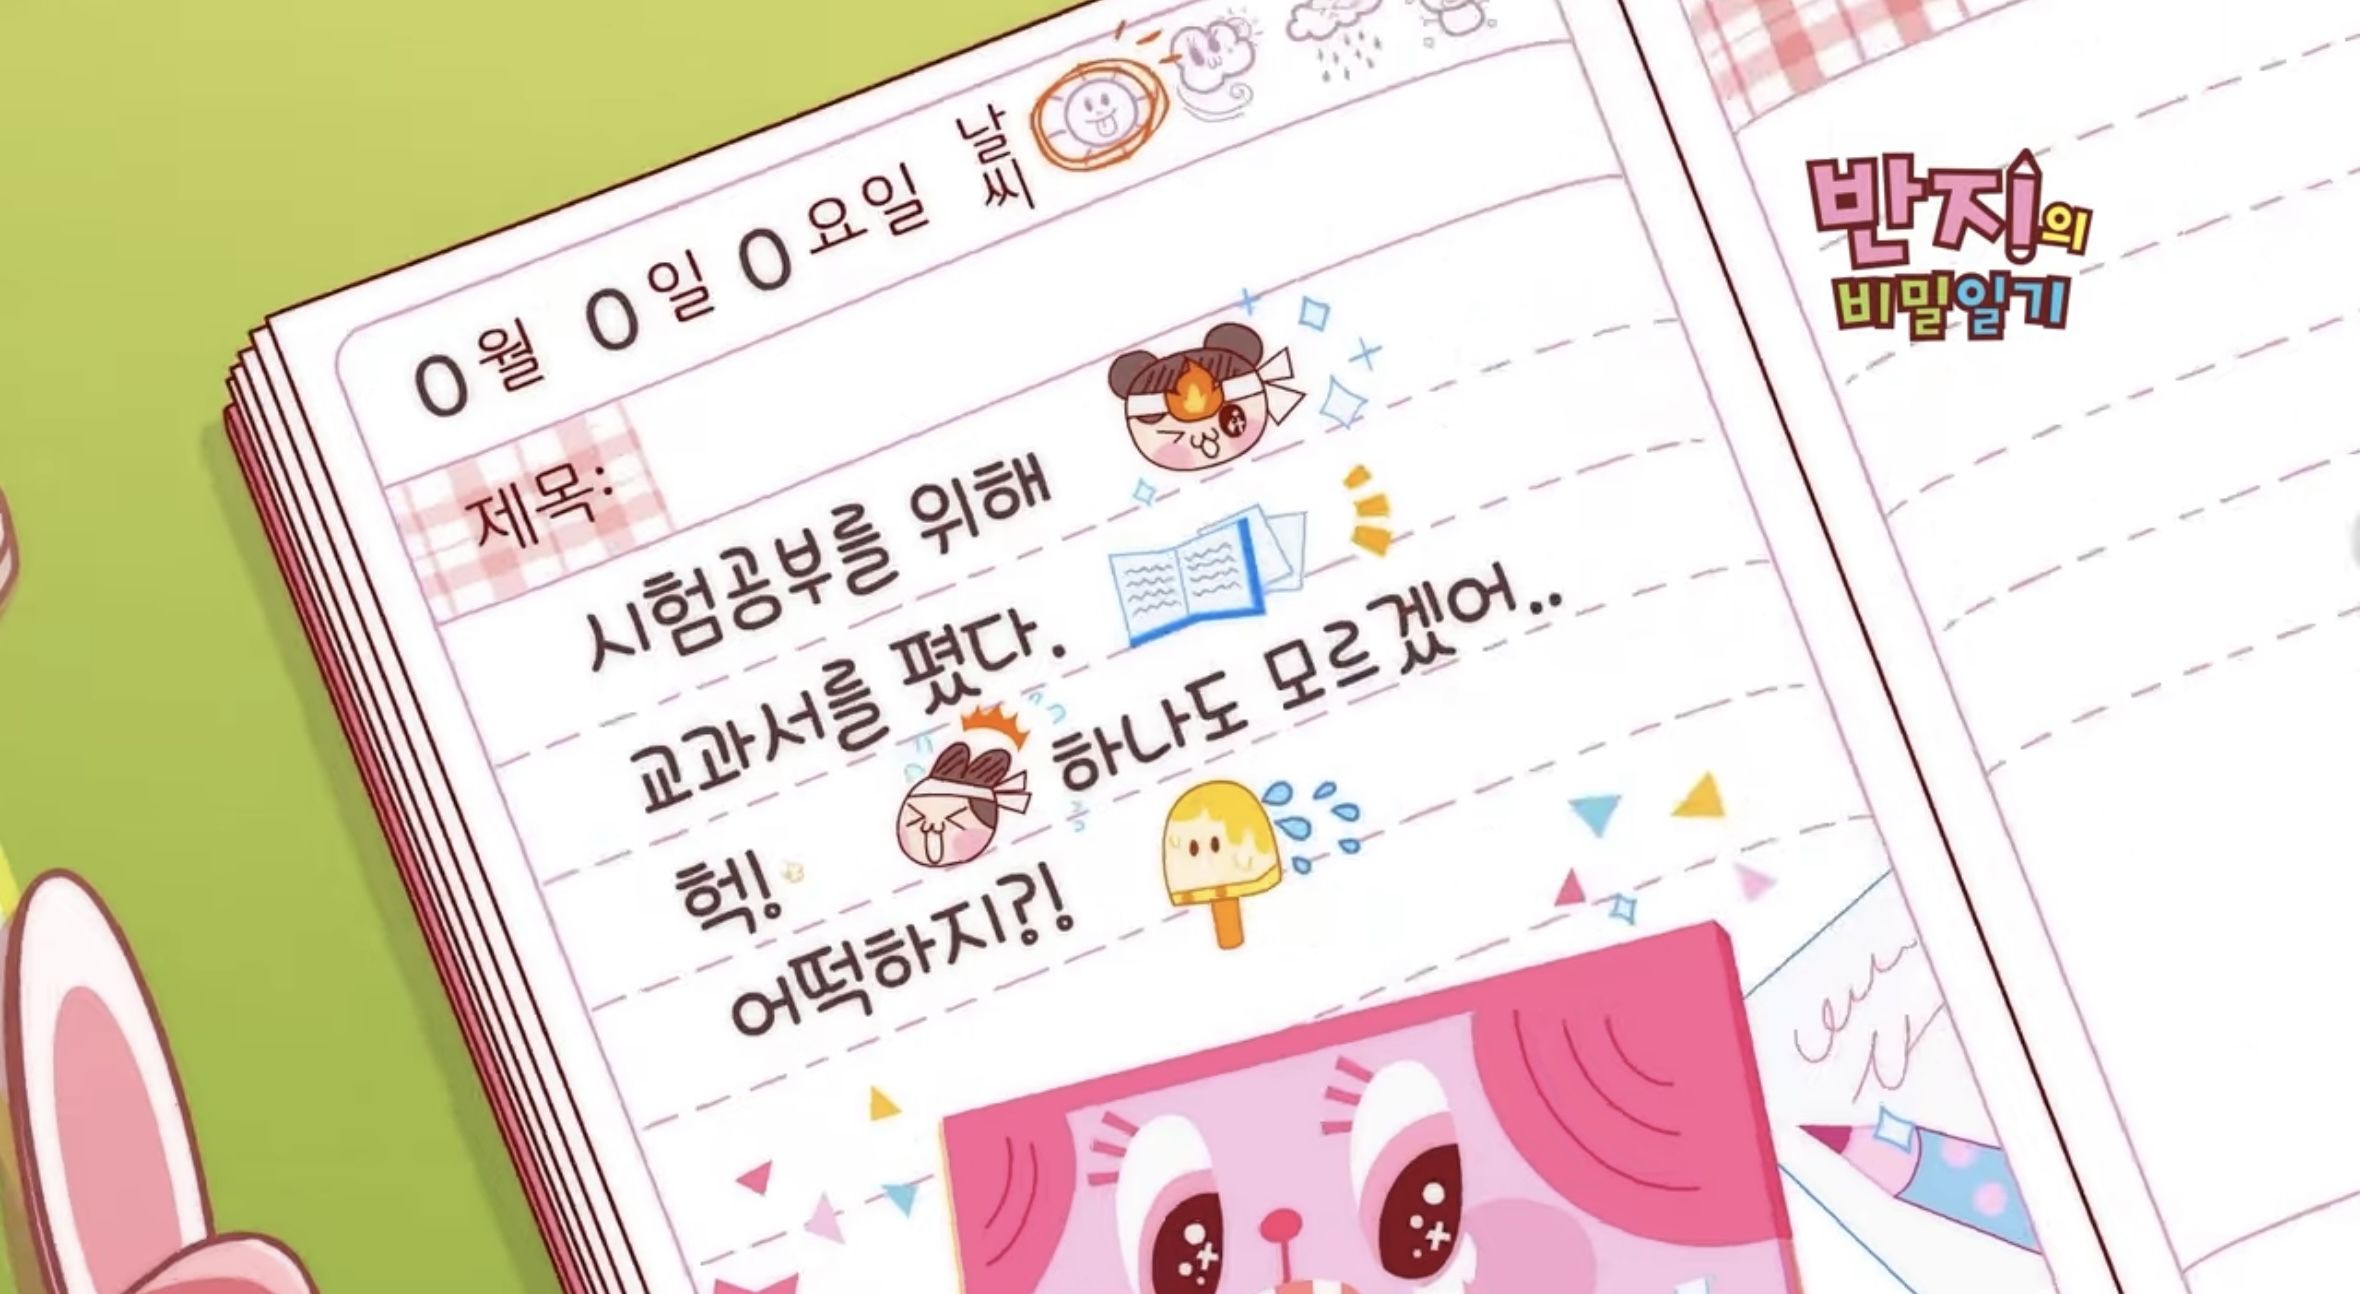 0월 0일 0요일 날씨
제목:
시험공부를 위해
교과서를 폈다.
헉! 하나도 모르겠어..
어떡하지?!
반지의
비밀일기